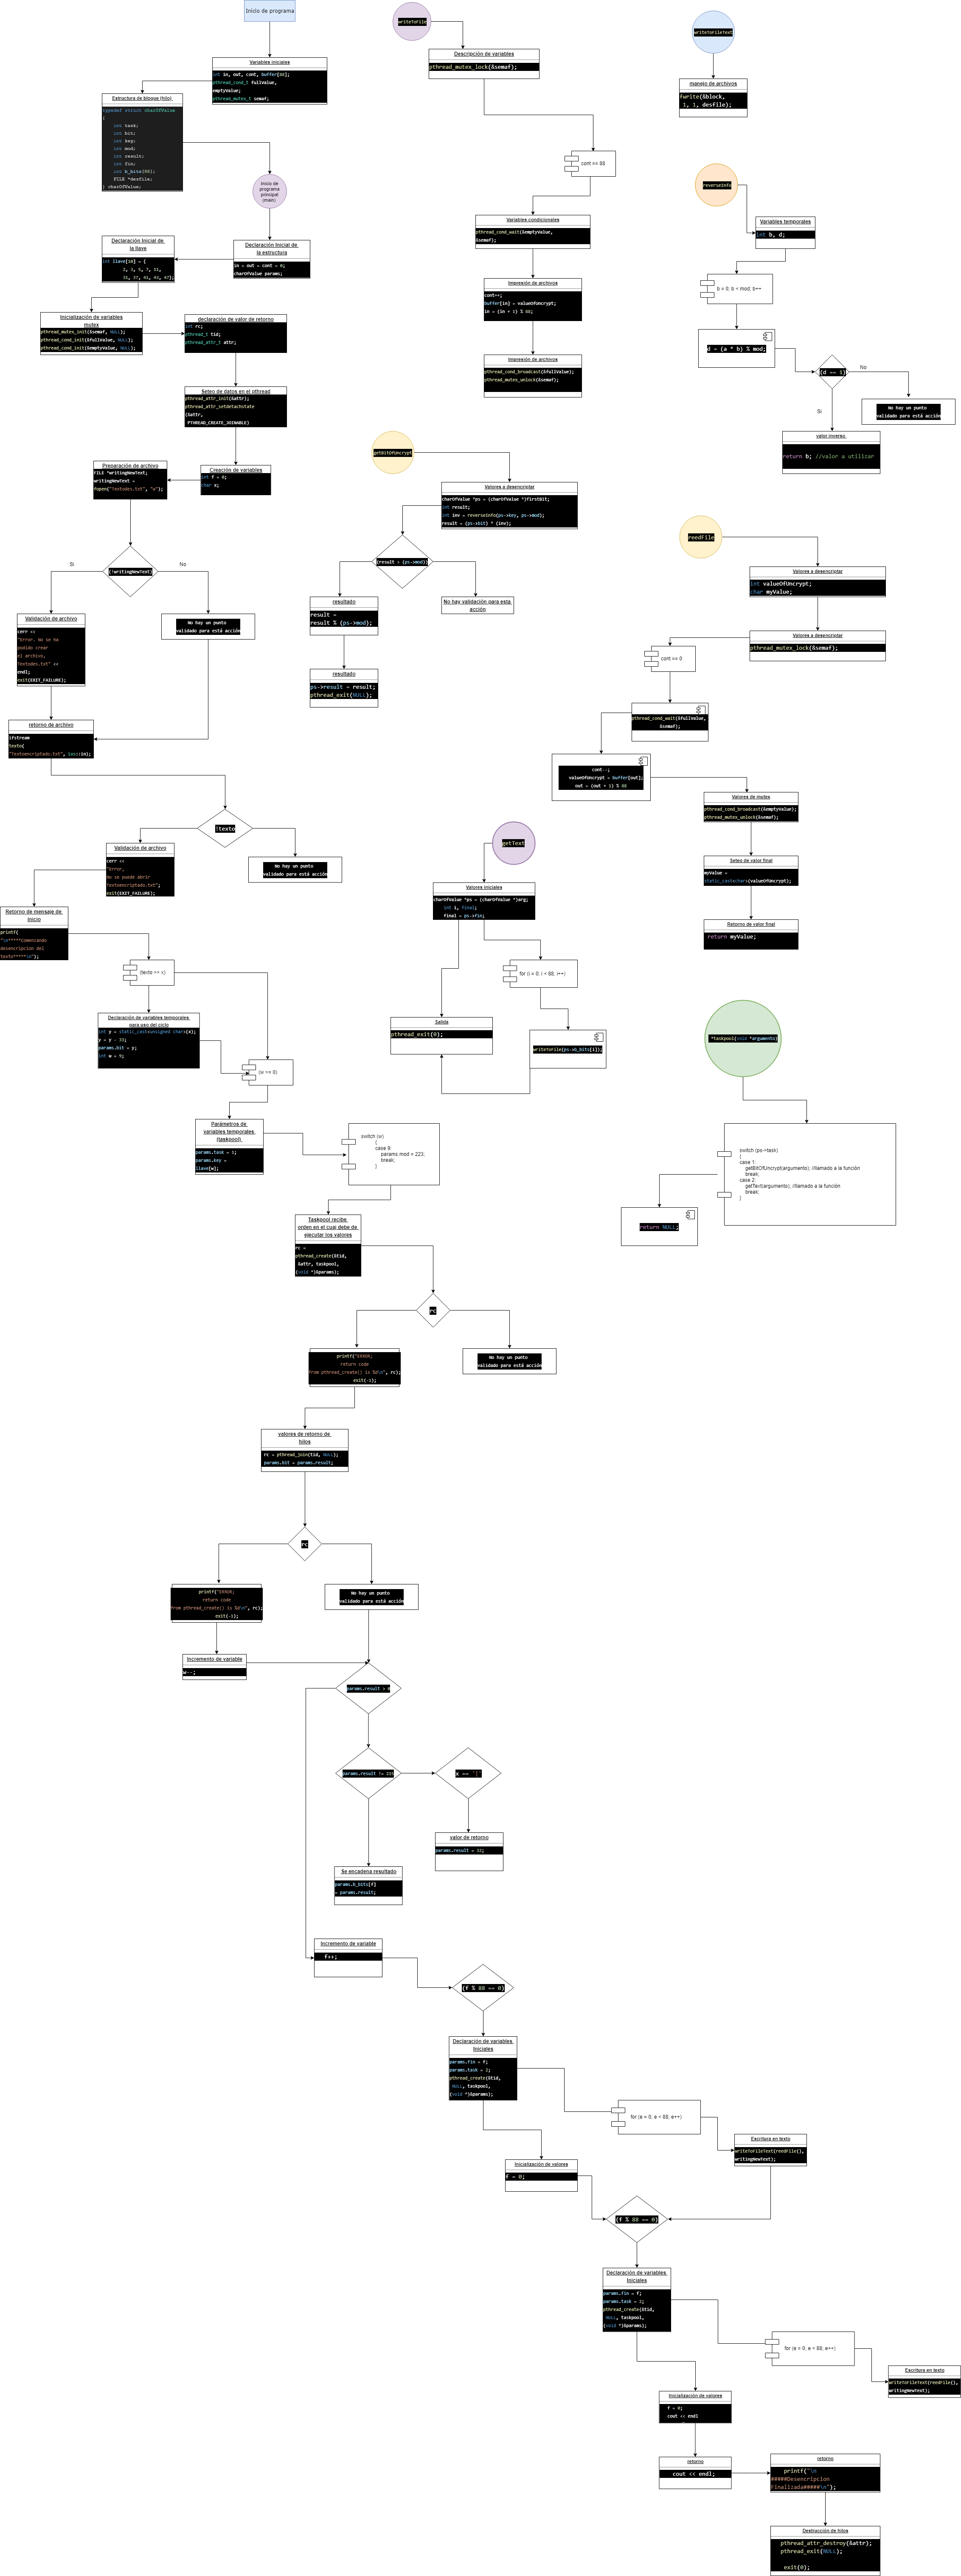 Inicio de programa
Variables iniciales
int in, out, cont, buffer[88];
pthread_cond_t fullValue,
emptyValue;
pthread_mutex_t semaf;
Estructura de bloque (hilo)
typedef struct charOfValue
{
int task;
int bit;
int key;
int mod;
int result;
int fin;
int b_bits[88];
FILE *desfile;
} charOfValue;
Inicio de
programa
principal
(main)
Declaración Inicial de
la estructura
in = out = cont = 0;
charOfValue params;
Declaración Inicial de
la llave
int llave[in] = {
2, 3, 5, 7, 11,
31, 37, 41, 43, 47};
Inicialización de variables
mutex
pthread_mutex_init(&semaf, NULL);
pthread_cond_init(&fullValue, NULL);
pthread_cond_init(&emptyValue, NULL);
declaración de valor de retorno
int rc;
pthread_t tid;
pthread_attr_t attr;
Seteo de datos en el pthread
pthread_attr_init(&attr);
pthread_attr_setdetachstate
(&attr,
PTHREAD_CREATE_JOINABLE)
Creación de variables
int f = 0;
char x;
Preparación de archivo
FILE *writingNewText;
writingNewText =
fopen("Textodes.txt", "w");
(!writingNewText)
Si
No
Validación de archivo
cerr <<
"Error. No se ha
podido crear
el archivo,
Textodes.txt" <<
endl;
exit(EXIT_FAILURE);
No hay un punto
validado para está acción
retorno de archivo
ifstream
texto(
"Textoencriptado.txt", ios::in);
!texto
Validación de archivo
cerr <<
"Error,
No se puede abrir
Textoencriptado.txt";
exit(EXIT_FAILURE);
No hay un punto
validado para está acción
Retorno de mensaje de
inicio
printf(
"\n*****Comenzando
desencripcion del
texto*****\n");
(texto >> x)
Declaración de variables temporales
para uso del ciclo
int y = static_cast<unsigned char>(x);
y = y - 33;
params.bit = y;
int w = 9;
(w >= 0)
Parámetros de
variables temporales
(taskpool)
params.task = 1;
params.key =
llave[w];
switch (w)
{
case 9:
params.mod = 223;
break;
}
Taskpool recibe
orden en el cual debe de
ejecutar los valores
rc =
pthread_create(&tid,
&attr, taskpool,
(void *)&params);
rc
printf("ERROR;
return code
from pthread_create() is %d\n", rc);
exit(-1);
No hay un punto
validado para está acción
valores de retorno de
hilos
rc = pthread_join(tid, NULL);
params.bit = params.result;
rc
printf("ERROR;
return code
from pthread_create() is %d\n", rc);
exit(-1);
No hay un punto
validado para está acción
Incremento de variable
w--;
params.result > 0
params.result != 255
x == '!'
valor de retorno
params.result = 32;
Se encadena resultado
params.b_bits[f]
= params.result;
Incremento de variable
f++;
(f % 88 == 0)
Declaración de variables
Iniciales
params.fin = f;
params.task = 2;
pthread_create(&tid,
NULL, taskpool,
(void *)&params);
for (e = 0; e < 88; e++)
Escritura en texto
writeToFileText(reedFile(),
writingNewText);
Inicialización de valores
f = 0;
(f % 88 == 0)
Declaración de variables
Iniciales
params.fin = f;
params.task = 2;
pthread_create(&tid,
NULL, taskpool,
(void *)&params);
for (e = 0; e < 88; e++)
Escritura en texto
writeToFileText(reedFile(),
writingNewText);
Inicialización de valores
f = 0;
cout << endl
retorno
cout << endl;
retorno
printf("\n
#####Desencripcion
Finalizada#####\n");
Destrucción de hilos
pthread_attr_destroy(&attr);
pthread_exit(NULL);
exit(0);
writeToFile
Descripción de variables
pthread_mutex_lock(&semaf);
cont == 88
Variables condicionales
pthread_cond_wait(&emptyValue,
&semaf);
Impresión de archivos
cont++;
buffer[in] = valueOfUncrypt;
in = (in + 1) % 88;
Impresión de archivos
pthread_cond_broadcast(&fullValue);
pthread_mutex_unlock(&semaf);
getBitOfUncrypt
Valores a desencriptar
charOfValue *ps = (charOfValue *)firstBit;
int result;
int inv = reverseinfo(ps->key, ps->mod);
result = (ps->bit) * (inv);
(result > (ps->mod))
resultado
result =
result % (ps->mod);
No hay validación para esta
acción
resultado
ps->result = result;
pthread_exit(NULL);
getText
Valores iniciales
charOfValue *ps = (charOfValue *)arg;
int i, final;
final = ps->fin;
for (i = 0; i < 88; i++)
Salida
pthread_exit(0);
writeToFile(ps->b_bits[i]);
writeToFileText
manejo de archivos
fwrite(&block,
1, 1, desfile);
reverseinfo
Variables temporales
int b, d;
b = 0; b < mod; b++
d = (a * b) % mod;
(d == 1)
No
Si
No hay un punto
validado para está acción
valor inverso
return b; //valor a utilizar
reedFile
Valores a desencriptar
int valueOfUncrypt;
char myValue;
Valores a desencriptar
pthread_mutex_lock(&semaf);
cont == 0
pthread_cond_wait(&fullValue,
&semaf);
cont--;
valueOfUncrypt = buffer[out];
out = (out + 1) % 88
Valores de mutex
pthread_cond_broadcast(&emptyValue);
pthread_mutex_unlock(&semaf);
Seteo de valor final
myValue =
static_cast<char>(valueOfUncrypt);
Retorno de valor final
return myValue;
*taskpool(void *argumento)
switch (ps->task)
{
case 1:
getBitOfUncrypt(argumento); //llamado a la función
break;
case 2:
getText(argumento); //llamado a la función
break;
}
return NULL;